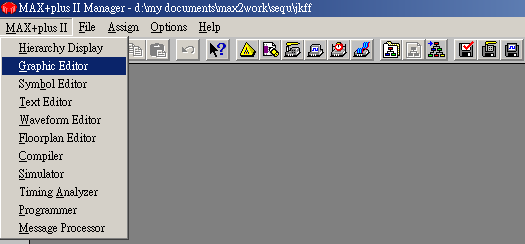 MAX+plus II Manager - d:\my documents\max2work\sequ\jkff
MAX+plus II File Assign Options Help
Hierarchy Display
Graphic Editor
Symbol Editor
Text Editor
Waveform Editor
Floorplan Editor
Compiler
Simulator
Timing Analyzer
Programmer
Message Processor